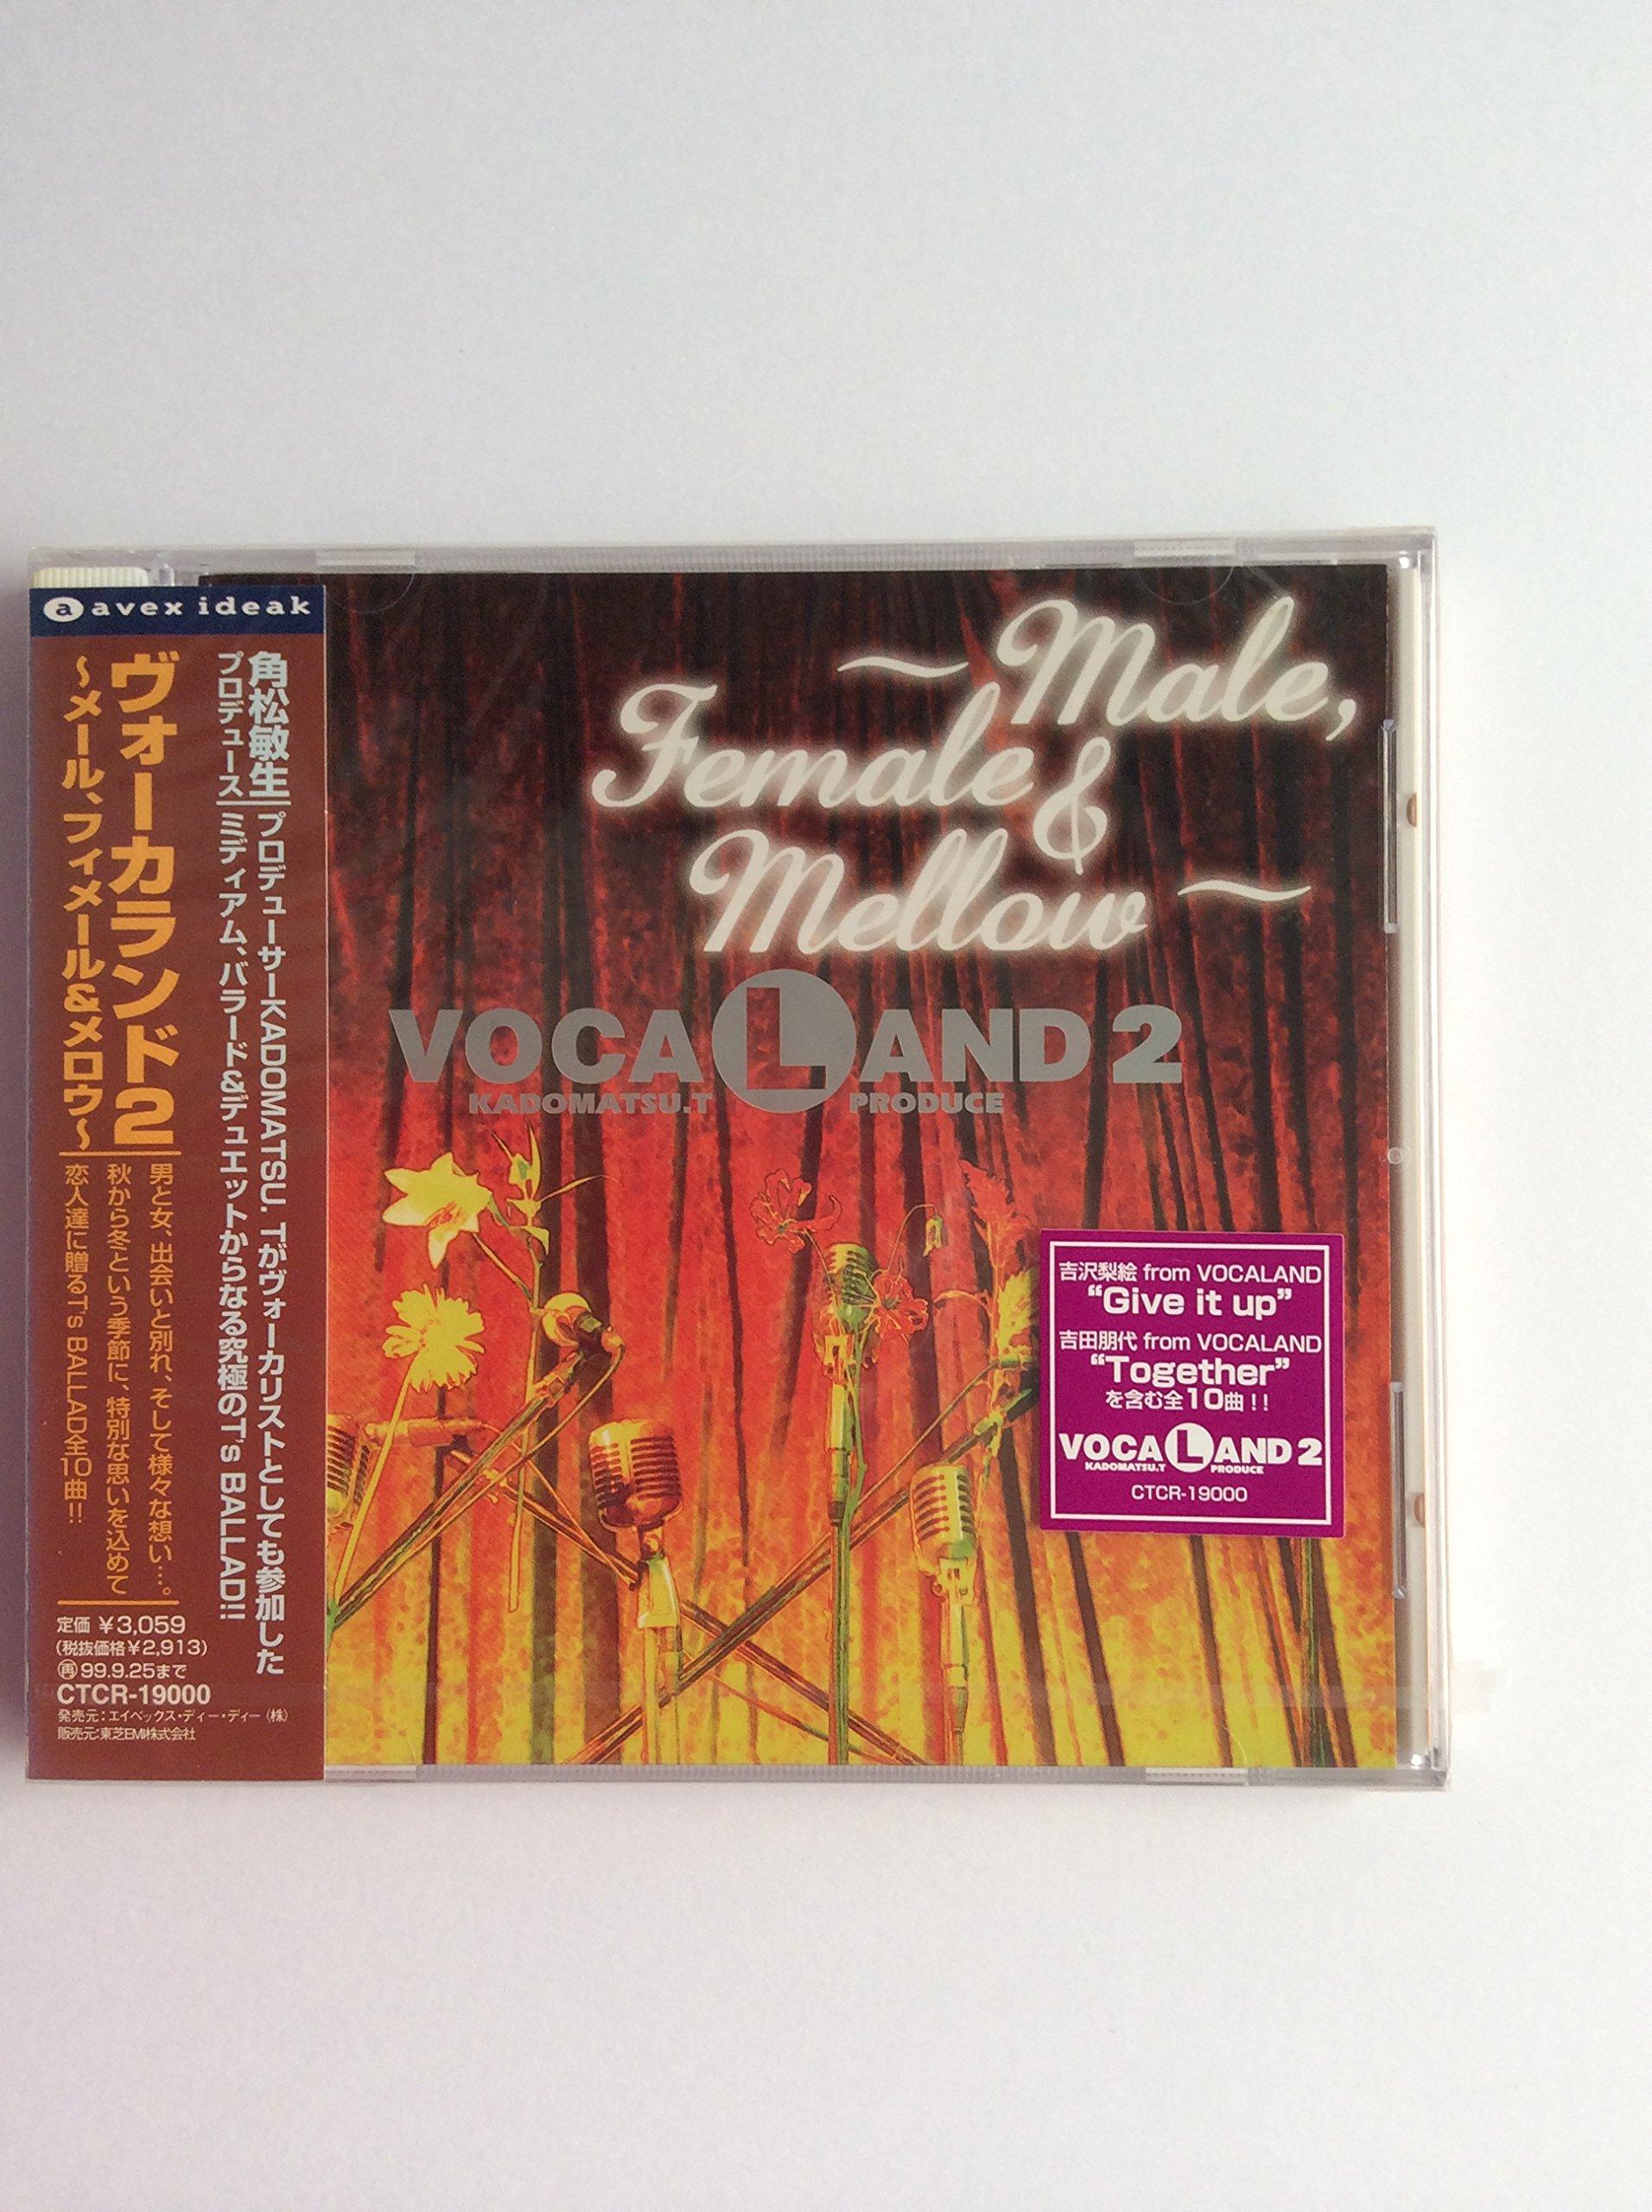 avex ideak
角松敏生
プロデュース
プロデューサーKADOMATSU. Tがヴォーカリストとしても参加した
ミディアム、バラード&デュエットからなる究極のT's BALLAD!!
ヴォーカランド2
〜メール、フィメール&メロウ〜
男と女、出会いと別れ、そして様々な想い…。
秋から冬という季節に、特別な思いを込めて
恋人達に贈るT's BALLAD全10曲!!
定価 ¥3,059
(税抜価格¥2,913)
再 99.9.25まで
CTCR-19000
発売元:エイベックス・ディー・ディー(株)
販売元:東芝EMI株式会社
〜Male,
Female &
Mellow〜
VOCALAND 2
KADOMATSU.T PRODUCE
吉沢梨絵 from VOCALAND
“Give it up”
吉田朋代 from VOCALAND
“Together”
を含む全10曲!!
VOCALAND 2
KADOMATSU.T PRODUCE
CTCR-19000